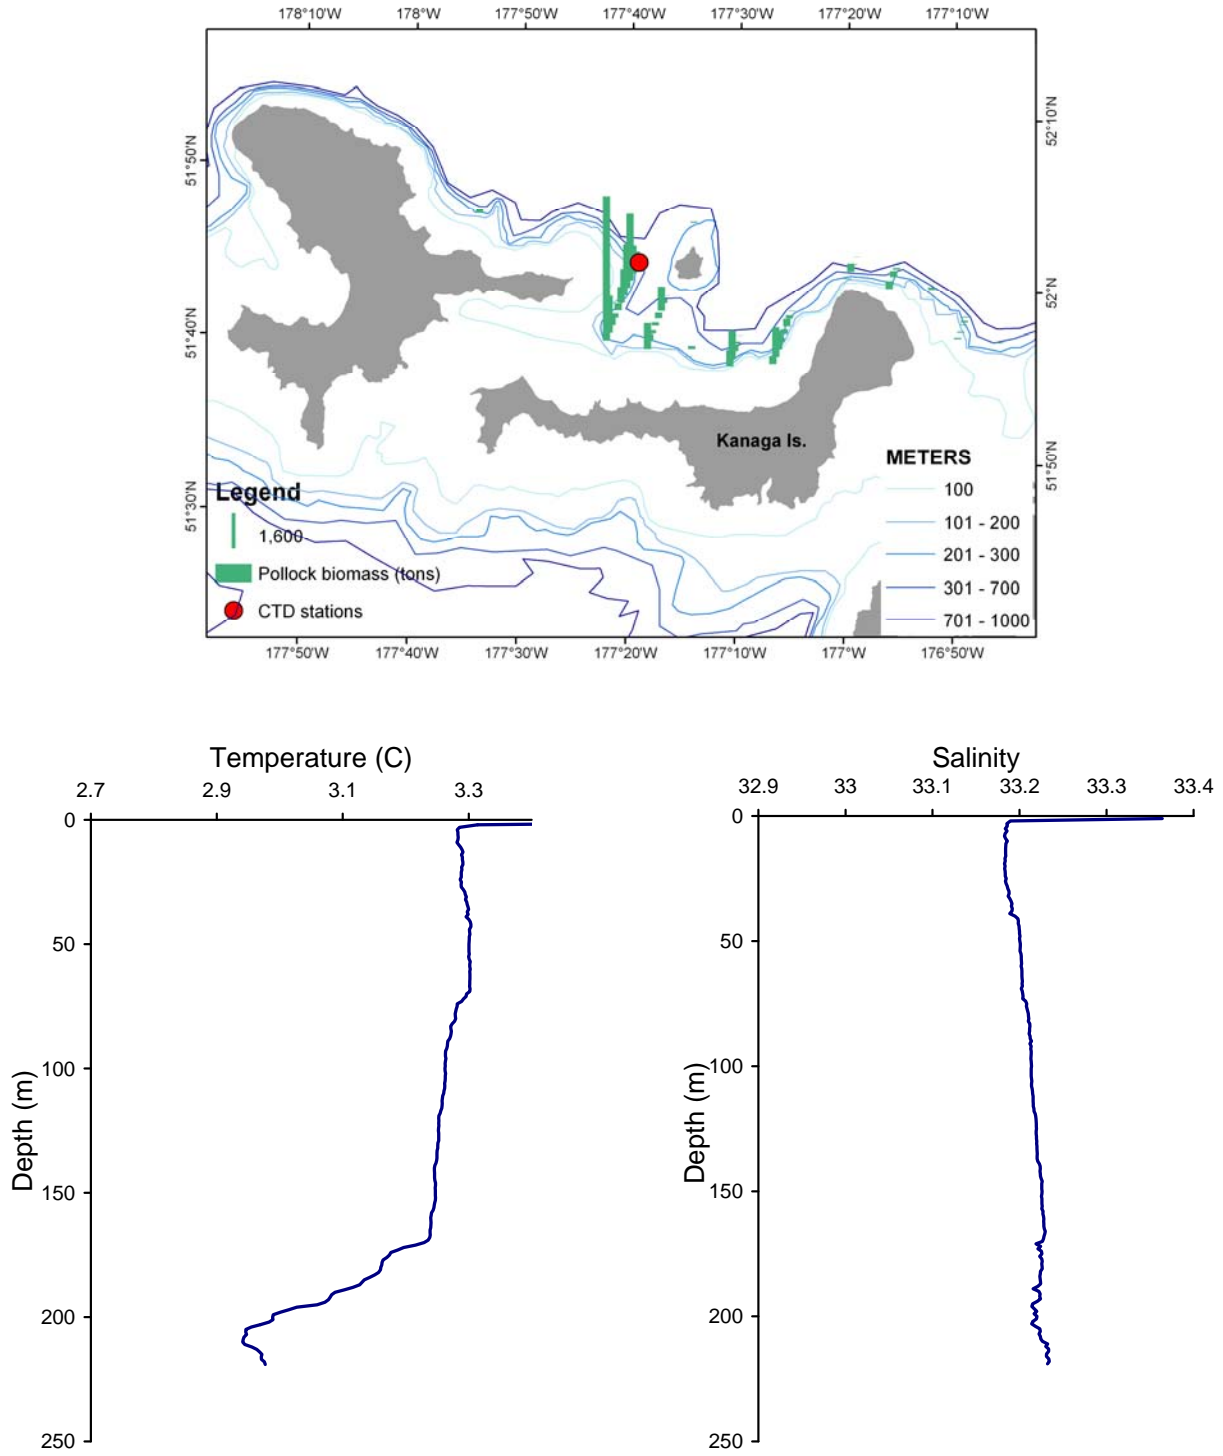 178°10'W 178°W 177°50'W 177°40'W 177°30'W 177°20'W 177°10'W
52°10'N
51°50'N
52°N
51°40'N
Kanaga Is.
METERS
51°50'N
Legend
100
51°30'N
1,600
101 - 200
201 - 300
Pollock biomass (tons)
301 - 700
CTD stations
701 - 1000
177°50'W 177°40'W 177°30'W 177°20'W 177°10'W 177°W 176°50'W
Temperature (C)
2.7 2.9 3.1 3.3
0
50
100
150
200
250
Depth (m)
Salinity
32.9 33 33.1 33.2 33.3 33.4
0
50
100
150
200
250
Depth (m)